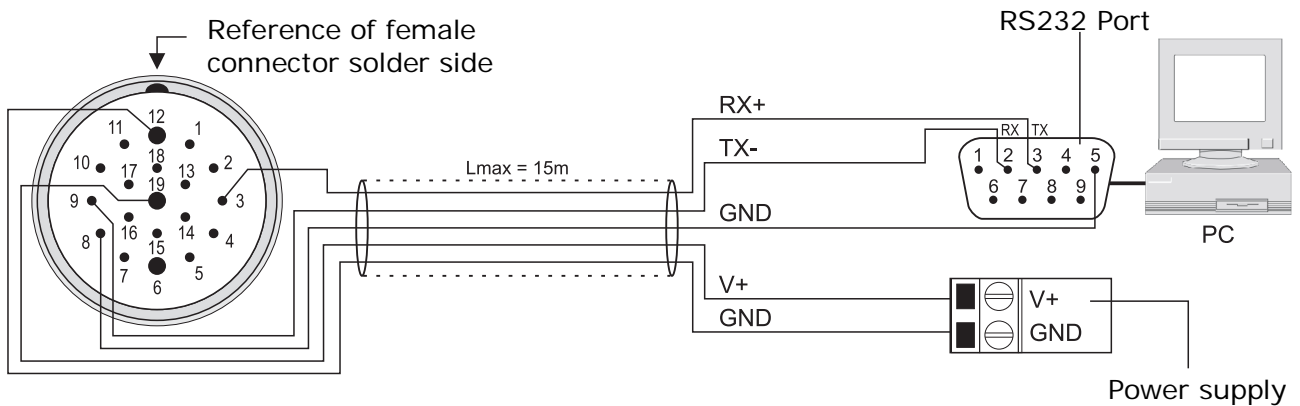 Reference of female
connector solder side
RS232 Port
12
11
1
10
18
2
17
13
19
9
3
16
14
8
15
4
7
5
6
Lmax = 15m
RX+
TX-
GND
V+
GND
RX TX
1 2 3 4 5
6 7 8 9
PC
V+
GND
Power supply